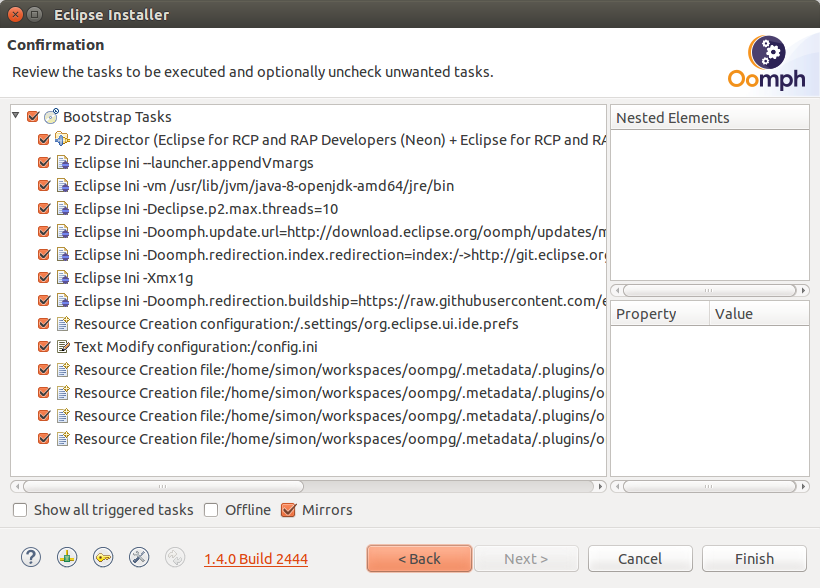 Eclipse Installer
Confirmation
Review the tasks to be executed and optionally uncheck unwanted tasks.
Oomph
Bootstrap Tasks
P2 Director (Eclipse for RCP and RAP Developers (Neon) + Eclipse for RCP and RA
Eclipse Ini --launcher.appendVmargs
Eclipse Ini -vm /usr/lib/jvm/java-8-openjdk-amd64/jre/bin
Eclipse Ini -Declipse.p2.max.threads=10
Eclipse Ini -Doomph.update.url=http://download.eclipse.org/oomph/updates/m
Eclipse Ini -Doomph.redirection.index.redirection=index:/->http://git.eclipse.org
Eclipse Ini -Xmx1g
Eclipse Ini -Doomph.redirection.buildship=https://raw.githubusercontent.com/e
Resource Creation configuration:/.settings/org.eclipse.ui.ide.prefs
Text Modify configuration:/config.ini
Resource Creation file:/home/simon/workspaces/oompg/.metadata/.plugins/o
Resource Creation file:/home/simon/workspaces/oompg/.metadata/.plugins/o
Resource Creation file:/home/simon/workspaces/oompg/.metadata/.plugins/o
Resource Creation file:/home/simon/workspaces/oompg/.metadata/.plugins/o
Nested Elements
Property Value
Show all triggered tasks Offline Mirrors
1.4.0 Build 2444 < Back Next > Cancel Finish